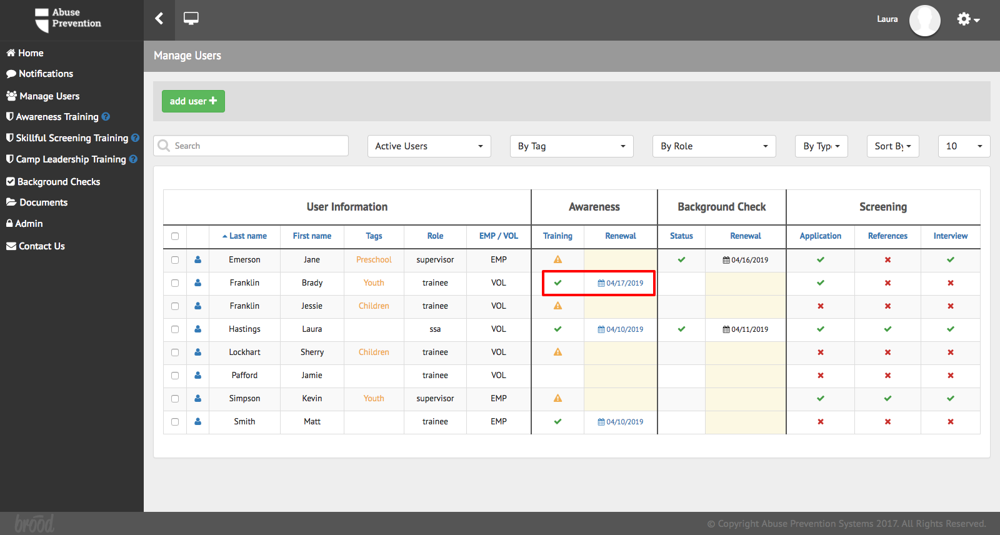 Abuse
Prevention
Laura
Home
Notifications
Manage Users
Awareness Training
Skillful Screening Training
Camp Leadership Training
Background Checks
Documents
Admin
Contact Us
Manage Users
add user
Search Active Users By Tag By Role By Typ Sort By 10
User Information Awareness Background Check Screening
Last name First name Tags Role EMP / VOL Training Renewal Status Renewal Application References Interview
Emerson Jane Preschool supervisor EMP 04/16/2019
Franklin Brady Youth trainee VOL 04/17/2019
Franklin Jessie Children trainee VOL
Hastings Laura ssa VOL 04/10/2019 04/11/2019
Lockhart Sherry Children trainee VOL
Pafford Jamie trainee VOL
Simpson Kevin Youth supervisor EMP
Smith Matt trainee EMP 04/10/2019
brōōd
© Copyright Abuse Prevention Systems 2017. All Rights Reserved.